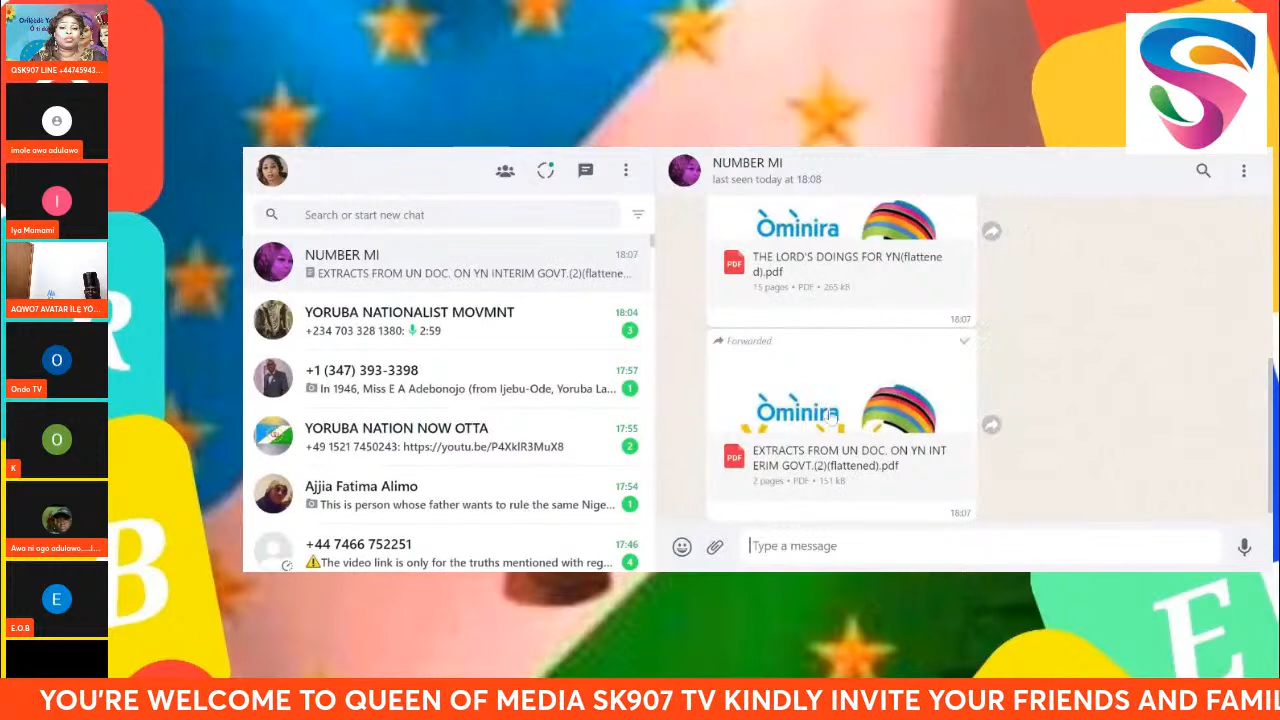 QSK907 LINE +44745943...
imole awo adulawo
I
Iya Mamami
AQWO7 AVATAR ÌLẸ YO...
O
Ondo TV
O
K
Awa ni ogo adulawo.....I...
E
E.O.B
R
B
E
Search or start new chat
NUMBER MI
18:07
EXTRACTS FROM UN DOC. ON YN INTERIM GOVT.(2)(flattene...
YORUBA NATIONALIST MOVMNT
18:04
+234 703 328 1380: 2:59
3
+1 (347) 393-3398
17:57
In 1946, Miss E A Adebonojo (from Ijebu-Ode, Yoruba La...
1
YORUBA NATION NOW OTTA
17:55
+49 1521 7450243: https://youtu.be/P4XkIR3MuX8
2
Ajjia Fatima Alimo
17:54
This is person whose father wants to rule the same Nige...
1
+44 7466 752251
17:46
The video link is only for the truths mentioned with reg...
4
NUMBER MI
last seen today at 18:08
Òminira
PDF
THE LORD'S DOINGS FOR YN(flattene
d).pdf
15 pages • PDF • 265 kB
18:07
Forwarded
Òminira
PDF
EXTRACTS FROM UN DOC. ON YN INT
ERIM GOVT.(2)(flattened).pdf
2 pages • PDF • 151 kB
18:07
Type a message
YOU'RE WELCOME TO QUEEN OF MEDIA SK907 TV KINDLY INVITE YOUR FRIENDS AND FAMIL